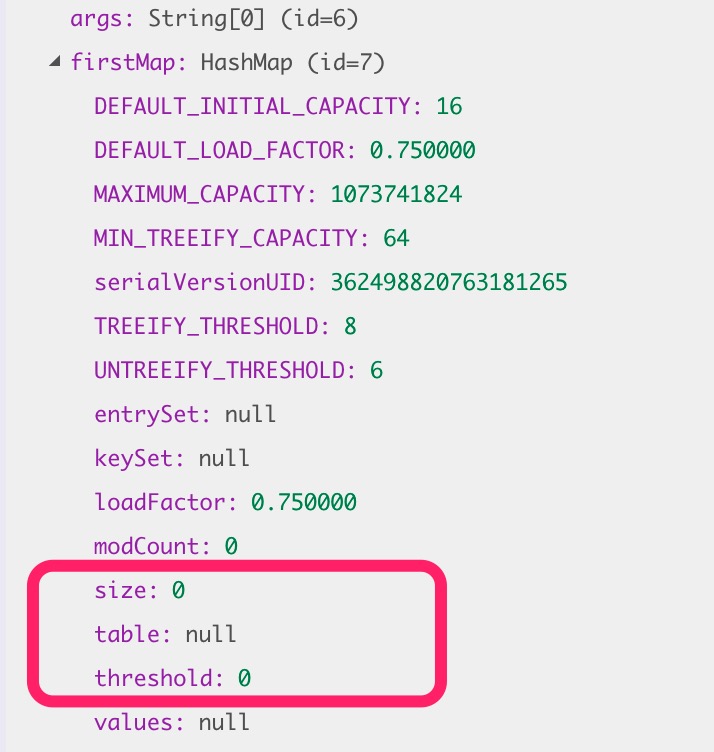 args: String[0] (id=6)
firstMap: HashMap (id=7)
DEFAULT_INITIAL_CAPACITY: 16
DEFAULT_LOAD_FACTOR: 0.750000
MAXIMUM_CAPACITY: 1073741824
MIN_TREEIFY_CAPACITY: 64
serialVersionUID: 362498820763181265
TREEIFY_THRESHOLD: 8
UNTREEIFY_THRESHOLD: 6
entrySet: null
keySet: null
loadFactor: 0.750000
modCount: 0
size: 0
table: null
threshold: 0
values: null